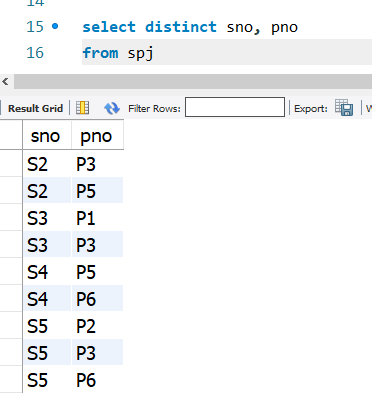 14
15 select distinct sno, pno
16 from spj
Result Grid Filter Rows: Export:
sno pno
S2 P3
S2 P5
S3 P1
S3 P3
S4 P5
S4 P6
S5 P2
S5 P3
S5 P6